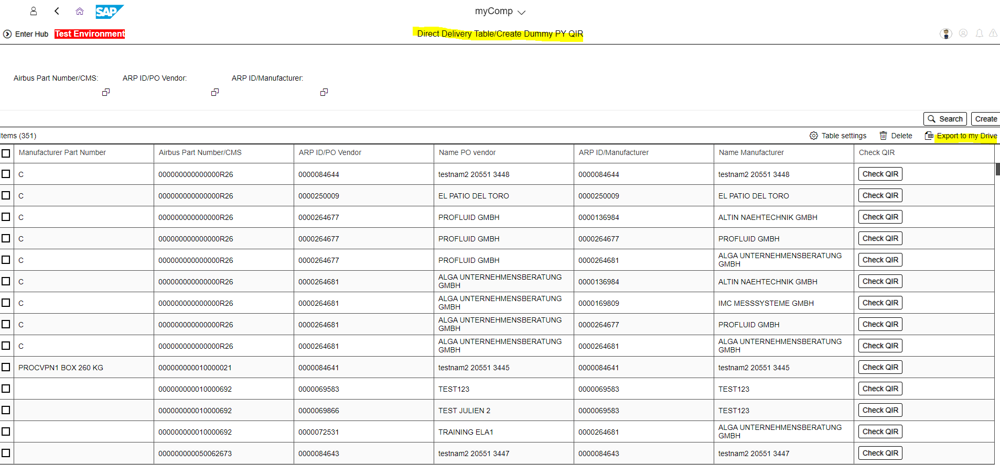 SAP
myComp
Enter Hub
Test Environment
Direct Delivery Table/Create Dummy PY QIR
Airbus Part Number/CMS: ARP ID/PO Vendor: ARP ID/Manufacturer:
Search Create
Items (351) Table settings Delete Export to my Drive
Manufacturer Part Number Airbus Part Number/CMS ARP ID/PO Vendor Name PO vendor ARP ID/Manufacturer Name Manufacturer Check QIR
C 000000000000000R26 0000084644 testnam2 20551 3448 0000084644 testnam2 20551 3448 Check QIR
C 000000000000000R26 0000250009 EL PATIO DEL TORO 0000250009 EL PATIO DEL TORO Check QIR
C 000000000000000R26 0000264677 PROFLUID GMBH 0000136984 ALTIN NAEHTECHNIK GMBH Check QIR
C 000000000000000R26 0000264677 PROFLUID GMBH 0000264677 PROFLUID GMBH Check QIR
C 000000000000000R26 0000264677 PROFLUID GMBH 0000264681 ALGA UNTERNEHMENSBERATUNG GMBH Check QIR
C 000000000000000R26 0000264681 ALGA UNTERNEHMENSBERATUNG GMBH 0000136984 ALTIN NAEHTECHNIK GMBH Check QIR
C 000000000000000R26 0000264681 ALGA UNTERNEHMENSBERATUNG GMBH 0000169809 IMC MESSSYSTEME GMBH Check QIR
C 000000000000000R26 0000264681 ALGA UNTERNEHMENSBERATUNG GMBH 0000264677 PROFLUID GMBH Check QIR
C 000000000000000R26 0000264681 ALGA UNTERNEHMENSBERATUNG GMBH 0000264681 ALGA UNTERNEHMENSBERATUNG GMBH Check QIR
PROCVPN1 BOX 260 KG 000000000010000021 0000084641 testnam2 20551 3445 0000084641 testnam2 20551 3445 Check QIR
000000000010000692 0000069583 TEST123 0000069583 TEST123 Check QIR
000000000010000692 0000069866 TEST JULIEN 2 0000069583 TEST123 Check QIR
000000000010000692 0000072531 TRAINING ELA1 0000264681 ALGA UNTERNEHMENSBERATUNG GMBH Check QIR
000000000050062673 0000084643 testnam2 20551 3447 0000084643 testnam2 20551 3447 Check QIR